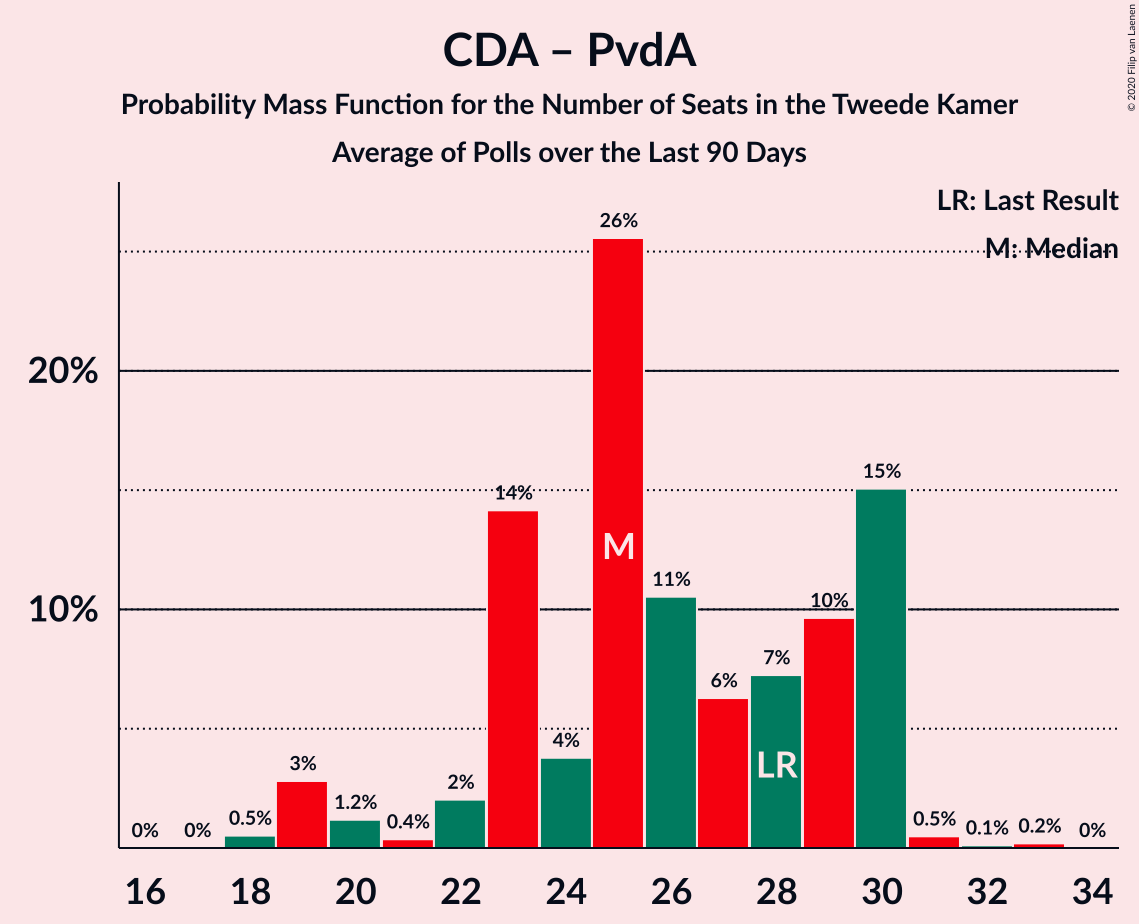 CDA – PvdA
Probability Mass Function for the Number of Seats in the Tweede Kamer
Average of Polls over the Last 90 Days
© 2020 Filip van Laenen
LR: Last Result
M: Median
20%
10%
0%
0%
0.5%
3%
1.2%
0.4%
2%
14%
4%
26%
11%
6%
7%
10%
15%
0.5%
0.1%
0.2%
0%
M
LR
16 18 20 22 24 26 28 30 32 34